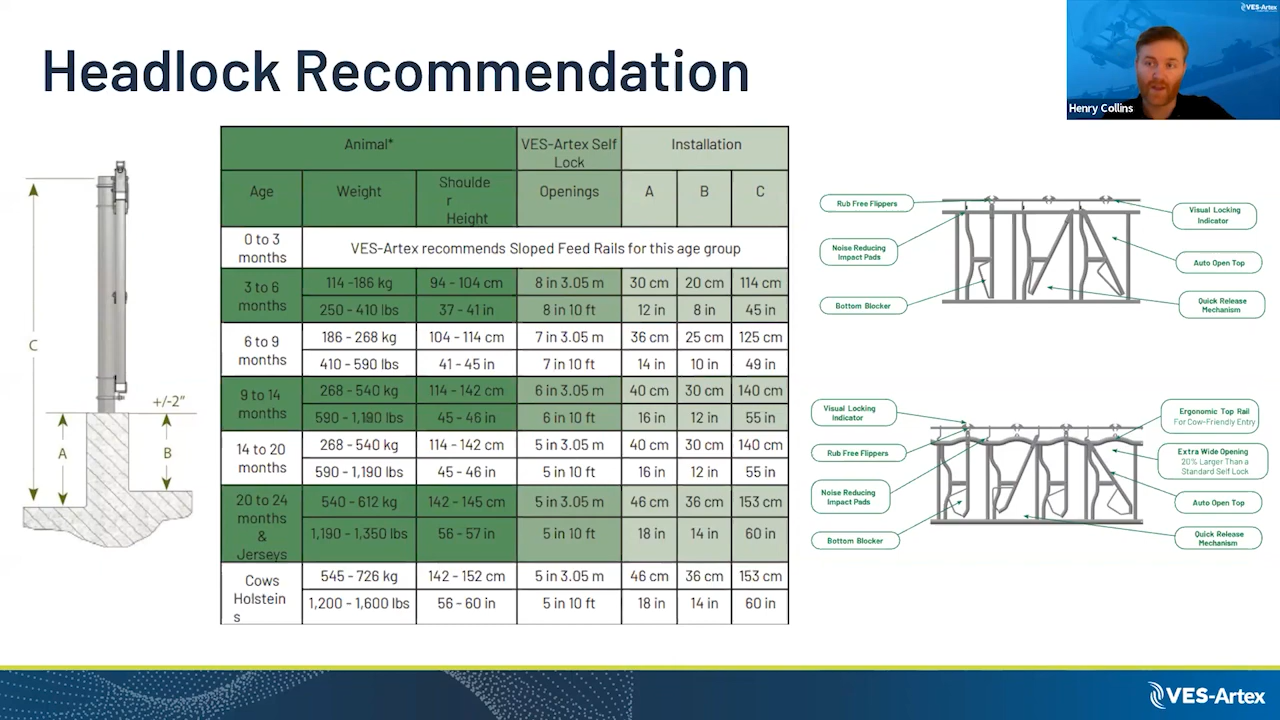 VES-Artex
Headlock Recommendation
Henry Collins
C
+/-2"
A
B
Animal*
VES-Artex Self
Lock
Installation
Age
Weight
Shoulde
r
Height
Openings
A
B
C
0 to 3
months
VES-Artex recommends Sloped Feed Rails for this age group
3 to 6
months
114 -186 kg
94 - 104 cm
8 in 3.05 m
30 cm
20 cm
114 cm
250 - 410 lbs
37 - 41 in
8 in 10 ft
12 in
8 in
45 in
6 to 9
months
186 - 268 kg
104 - 114 cm
7 in 3.05 m
36 cm
25 cm
125 cm
410 - 590 lbs
41 - 45 in
7 in 10 ft
14 in
10 in
49 in
9 to 14
months
268 - 540 kg
114 - 142 cm
6 in 3.05 m
40 cm
30 cm
140 cm
590 - 1,190 lbs
45 - 46 in
6 in 10 ft
16 in
12 in
55 in
14 to 20
months
268 - 540 kg
114 - 142 cm
5 in 3.05 m
40 cm
30 cm
140 cm
590 - 1,190 lbs
45 - 46 in
5 in 10 ft
16 in
12 in
55 in
20 to 24
months
&
Jerseys
540 - 612 kg
142 - 145 cm
5 in 3.05 m
46 cm
36 cm
153 cm
1,190 - 1,350 lbs
56 - 57 in
5 in 10 ft
18 in
14 in
60 in
Cows
Holstein
s
545 - 726 kg
142 - 152 cm
5 in 3.05 m
46 cm
36 cm
153 cm
1,200 - 1,600 lbs
56 - 60 in
5 in 10 ft
18 in
14 in
60 in
Rub Free Flippers
Noise Reducing
Impact Pads
Bottom Blocker
Visual Locking
Indicator
Auto Open Top
Quick Release
Mechanism
Visual Locking
Indicator
Rub Free Flippers
Noise Reducing
Impact Pads
Bottom Blocker
Ergonomic Top Rail
For Cow-Friendly Entry
Extra Wide Opening
20% Larger Than a
Standard Self Lock
Auto Open Top
Quick Release
Mechanism
VES-Artex